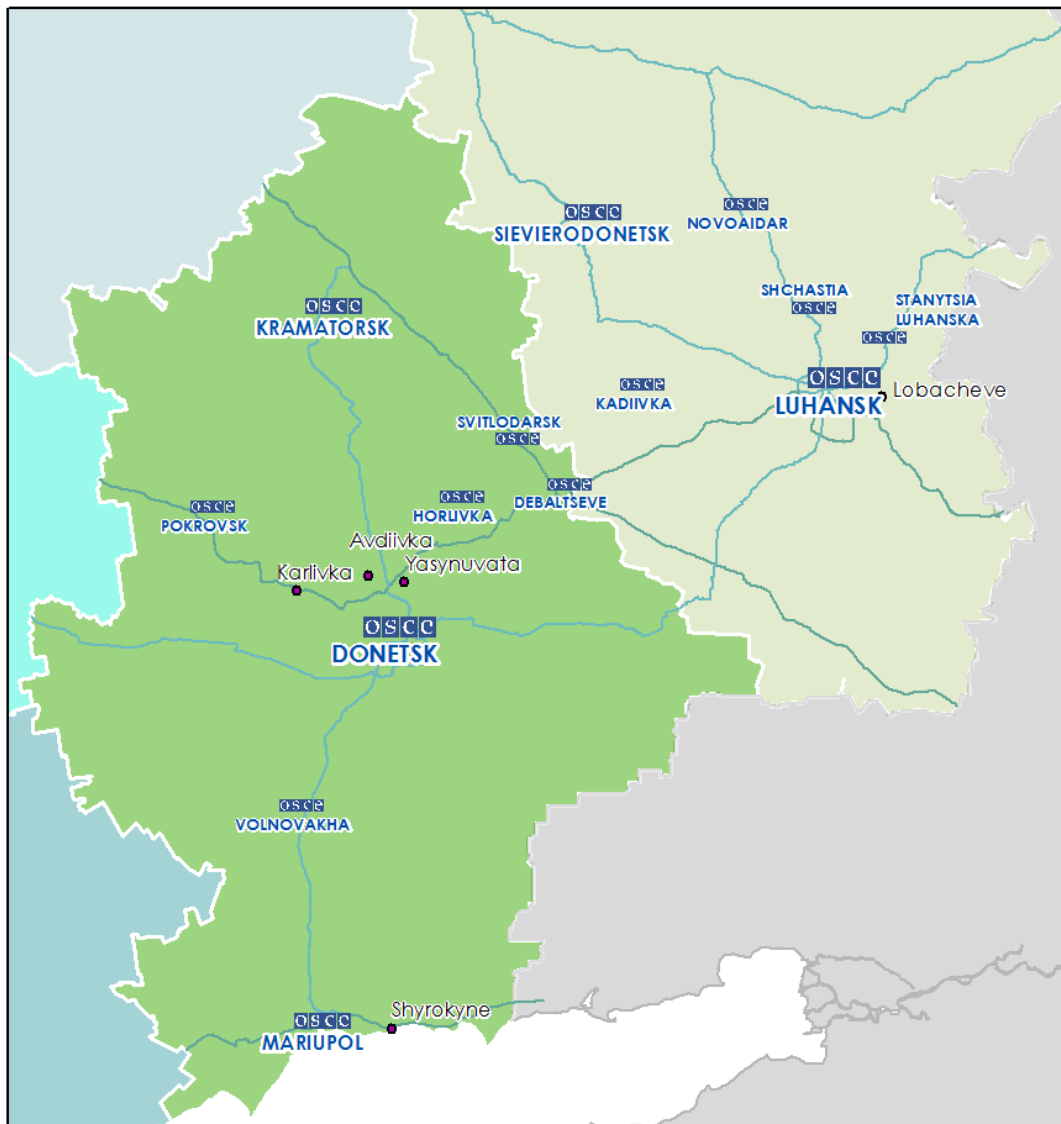 osce
SIEVIERODONETSK
osce
NOVOAIDAR
SHCHASTIA
osce
STANYTSIA
LUHANSKA
osce
osce
KRAMATORSK
osce
LUHANSK
Lobacheve
osce
KADIIVKA
SVITLODARSK
osce
osce
DEBALTSEVE
osce
HORLIVKA
osce
POKROVSK
Avdiivka
Yasynuvata
Karlivka
osce
DONETSK
osce
VOLNOVAKHA
Shyrokyne
osce
MARIUPOL